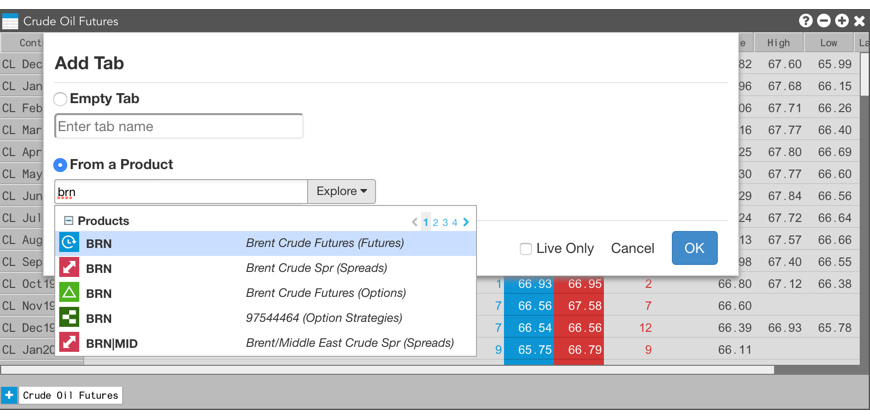 Crude Oil Futures
Cont e High Low La
Add Tab
CL Dec 82 67.60 65.99
CL Jan 96 67.68 66.15
Empty Tab
CL Feb 06 67.71 66.26
Enter tab name
CL Mar 16 67.77 66.40
CL Apr 25 67.80 66.69
From a Product
CL May 30 67.77 66.60
brn Explore
CL Jun 29 67.84 66.56
CL Jul 24 67.72 66.64
Products 1 2 3 4
CL Aug 13 67.57 66.66
BRN Brent Crude Futures (Futures)
Live Only Cancel OK
CL Sep 98 67.40 66.55
BRN Brent Crude Spr (Spreads)
CL Oct19 1 66.93 66.95 2 66.80 67.12 66.38
BRN Brent Crude Futures (Options)
CL Nov19 7 66.56 67.58 7 66.60
BRN 97544464 (Option Strategies)
CL Dec19 7 66.54 66.56 12 66.39 66.93 65.78
BRN|MID Brent/Middle East Crude Spr (Spreads)
CL Jan20 9 65.75 66.79 9 66.11
Crude Oil Futures